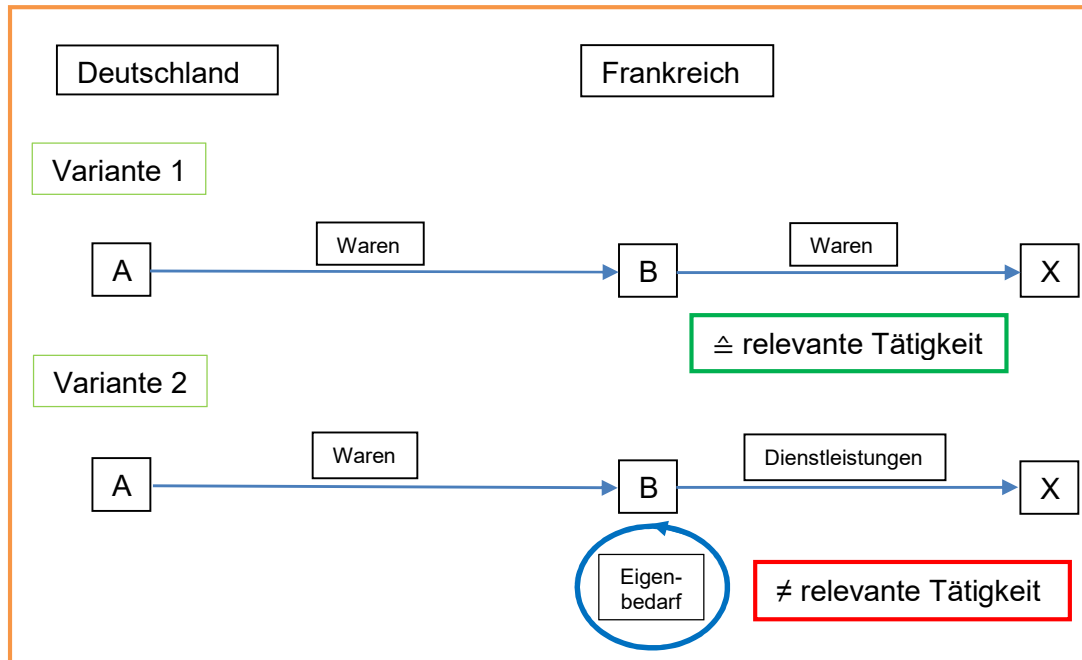 Deutschland
Frankreich
Variante 1
Waren
Waren
A
B
X
≙ relevante Tätigkeit
Variante 2
Waren
Dienstleistungen
A
B
X
Eigen-
bedarf
≠ relevante Tätigkeit